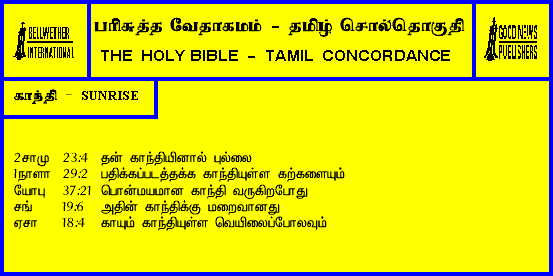 BELLWETHER
INTERNATIONAL
பரிசுத்த வேதாகமம் - தமிழ் சொல்தொகுதி
THE HOLY BIBLE - TAMIL CONCORDANCE
GOOD NEWS
PUBLISHERS
காந்தி - SUNRISE
2சாமு 23:4 தன் காந்தியினால் புல்லை
1நாளா 29:2 பதிக்கப்படத்தக்க காந்தியுள்ள கற்களையும்
யோபு 37:21 பொன்மயமான காந்தி வருகிறபோது
சங் 19:6 அதின் காந்திக்கு மறைவானது
ஏசா 18:4 காயும் காந்தியுள்ள வெயிலைப்போலவும்